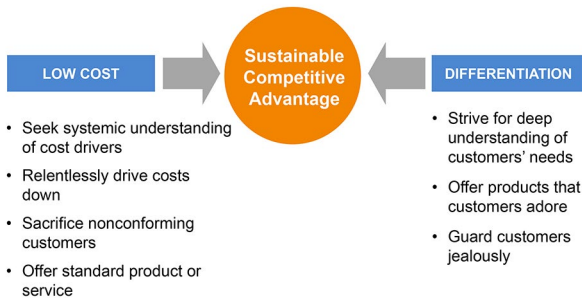 Sustainable
Competitive
Advantage
LOW COST
DIFFERENTIATION
• Seek systemic understanding
of cost drivers
• Relentlessly drive costs
down
• Sacrifice nonconforming
customers
• Offer standard product or
service
• Strive for deep
understanding of
customers' needs
• Offer products that
customers adore
• Guard customers
jealously